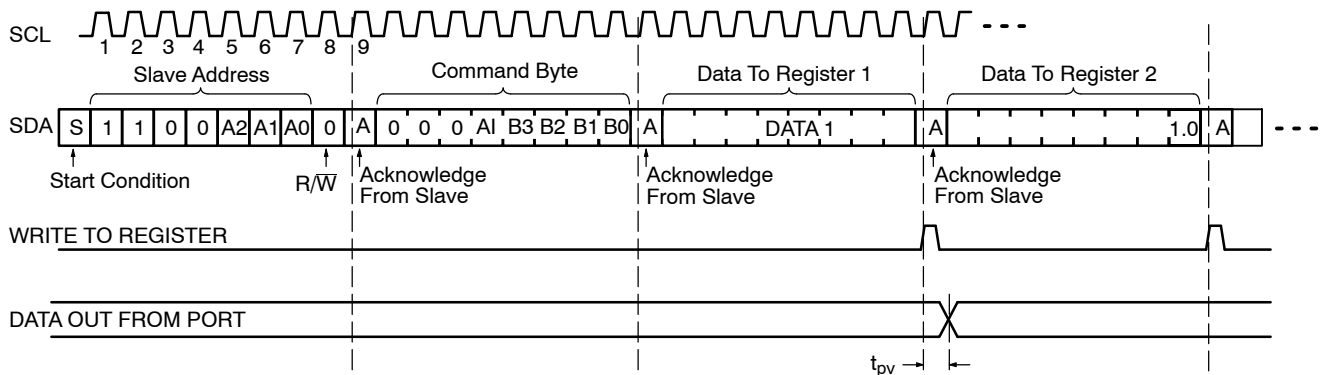 SCL
1 2 3 4 5 6 7 8 9
Slave Address Command Byte Data To Register 1 Data To Register 2
SDA S 1 1 0 0 A2 A1 A0 0 A 0 0 0 AI B3 B2 B1 B0 A DATA 1 A 1.0 A
Start Condition R/W̅ Acknowledge From Slave Acknowledge From Slave Acknowledge From Slave
WRITE TO REGISTER
DATA OUT FROM PORT
tpv